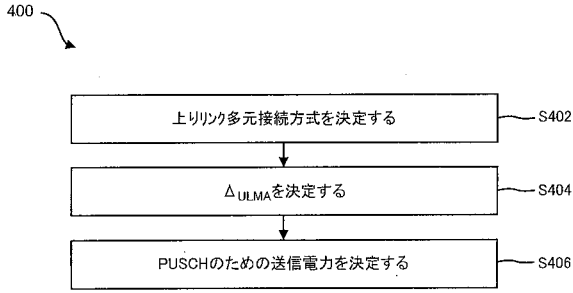 400
上りリンク多元接続方式を決定する
S402
ΔULMAを決定する
S404
PUSCHのための送信電力を決定する
S406